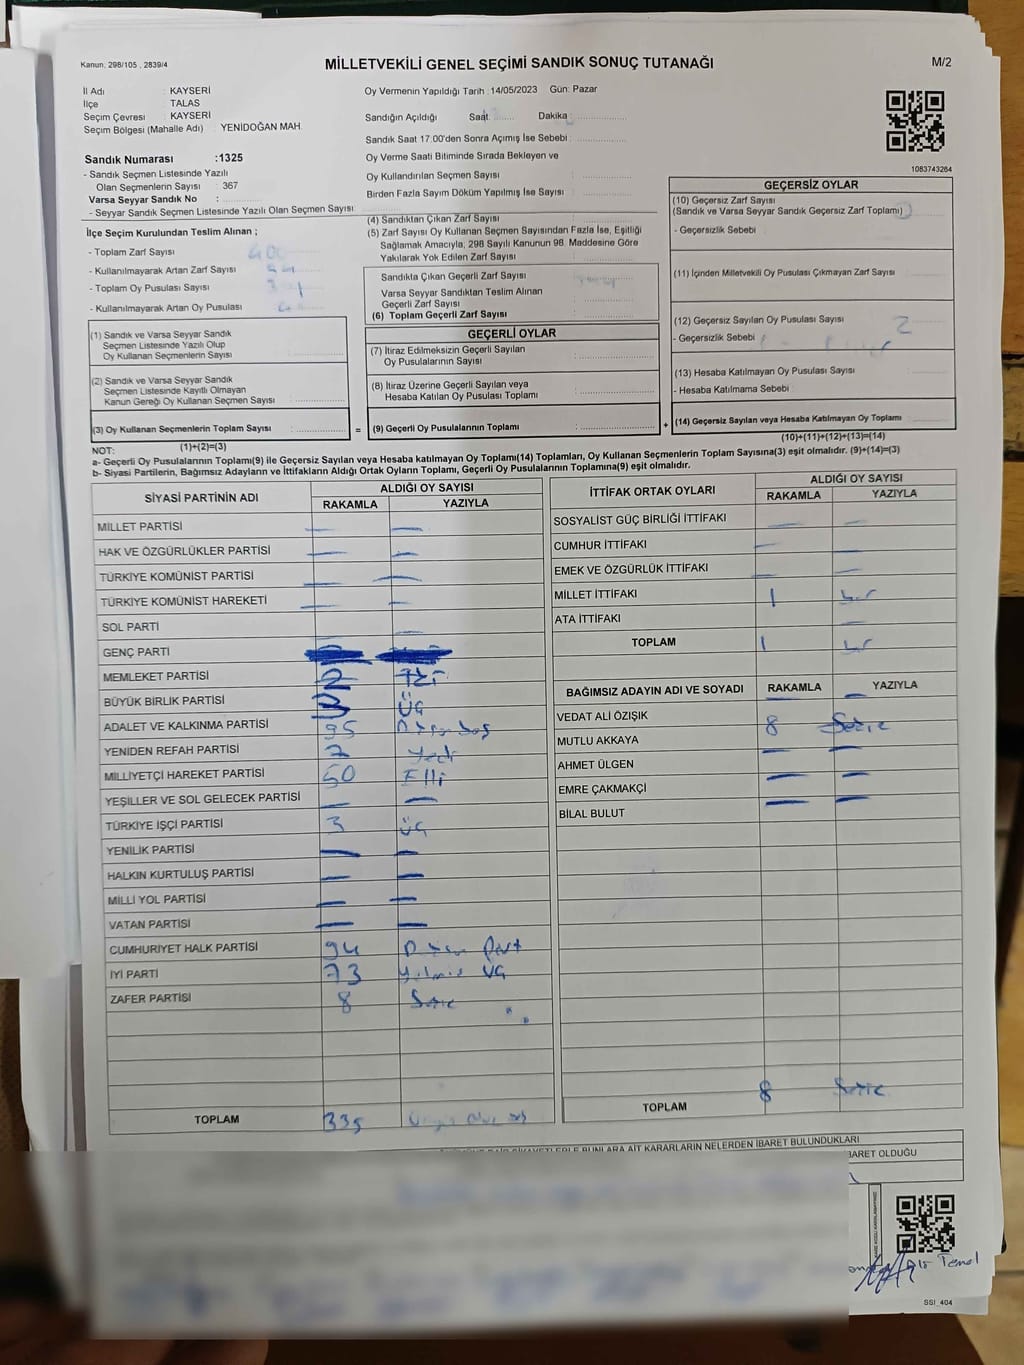 Kanun, 298/105 , 2839/4
MİLLETVEKİLİ GENEL SEÇİMİ SANDIK SONUÇ TUTANAĞI
M/2
İl Adı : KAYSERİ
İlçe : TALAS
Seçim Çevresi : KAYSERİ
Seçim Bölgesi (Mahalle Adı) : YENİDOĞAN MAH.
Sandık Numarası :1325
- Sandık Seçmen Listesinde Yazılı
Olan Seçmenlerin Sayısı : 367
Varsa Seyyar Sandık No :
- Seyyar Sandık Seçmen Listesinde Yazılı Olan Seçmen Sayısı:
Oy Vermenin Yapıldığı Tarih :14/05/2023 Gün: Pazar
Sandığın Açıldığı Saat: Dakika:
Sandık Saat 17:00'den Sonra Açımış İse Sebebi :
Oy Verme Saati Bitiminde Sırada Bekleyen ve
Oy Kullandırılan Seçmen Sayısı :
Birden Fazla Sayım Döküm Yapılmış İse Sayısı :
1083743264
İlçe Seçim Kurulundan Teslim Alınan ;
- Toplam Zarf Sayısı : 400
- Kullanılmayarak Artan Zarf Sayısı :
- Toplam Oy Pusulası Sayısı :
- Kullanılmayarak Artan Oy Pusulası :
(4) Sandıktan Çıkan Zarf Sayısı :
(5) Zarf Sayısı Oy Kullanan Seçmen Sayısından Fazla İse, Eşitliği
Sağlamak Amacıyla, 298 Sayılı Kanunun 98. Maddesine Göre
Yakılarak Yok Edilen Zarf Sayısı :
Sandıkta Çıkan Geçerli Zarf Sayısı :
Varsa Seyyar Sandıktan Teslim Alınan
Geçerli Zarf Sayısı :
(6) Toplam Geçerli Zarf Sayısı :
GEÇERSİZ OYLAR
(10) Geçersiz Zarf Sayısı
(Sandık ve Varsa Seyyar Sandık Geçersiz Zarf Toplamı) :
- Geçersizlik Sebebi :
(11) İçinden Milletvekili Oy Pusulası Çıkmayan Zarf Sayısı :
(12) Geçersiz Sayılan Oy Pusulası Sayısı : 2
- Geçersizlik Sebebi :
(13) Hesaba Katılmayan Oy Pusulası Sayısı :
- Hesaba Katılmama Sebebi :
(14) Geçersiz Sayılan veya Hesaba Katılmayan Oy Toplamı :
(10)+(11)+(12)+(13)=(14)
(1) Sandık ve Varsa Seyyar Sandık
Seçmen Listesinde Yazılı Olup
Oy Kullanan Seçmenlerin Sayısı :
(2) Sandık ve Varsa Seyyar Sandık
Seçmen Listesinde Kayıtlı Olmayan
Kanun Gereği Oy Kullanan Seçmen Sayısı :
(3) Oy Kullanan Seçmenlerin Toplam Sayısı : =
(1)+(2)=(3)
GEÇERLİ OYLAR
(7) İtiraz Edilmeksizin Geçerli Sayılan
Oy Pusulalarının Sayısı :
(8) İtiraz Üzerine Geçerli Sayılan veya
Hesaba Katılan Oy Pusulası Toplamı :
(9) Geçerli Oy Pusulalarının Toplamı : +
NOT:
a- Geçerli Oy Pusulalarının Toplamı(9) ile Geçersiz Sayılan veya Hesaba katılmayan Oy Toplamı(14) Toplamları, Oy Kullanan Seçmenlerin Toplam Sayısına(3) eşit olmalıdır. (9)+(14)=(3)
b- Siyasi Partilerin, Bağımsız Adayların ve İttifakların Aldığı Ortak Oyların Toplamı, Geçerli Oy Pusulalarının Toplamına(9) eşit olmalıdır.
SİYASİ PARTİNİN ADI ALDIĞI OY SAYISI
RAKAMLA YAZIYLA
MİLLET PARTİSİ — —
HAK VE ÖZGÜRLÜKLER PARTİSİ — —
TÜRKİYE KOMÜNİST PARTİSİ — —
TÜRKİYE KOMÜNİST HAREKETİ — —
SOL PARTİ —
GENÇ PARTİ
MEMLEKET PARTİSİ 2
BÜYÜK BİRLİK PARTİSİ 3 ÜÇ
ADALET VE KALKINMA PARTİSİ 95 Doksan beş
YENİDEN REFAH PARTİSİ 7 yedi
MİLLİYETÇİ HAREKET PARTİSİ 50 Elli
YEŞİLLER VE SOL GELECEK PARTİSİ — —
TÜRKİYE İŞÇİ PARTİSİ 3 ÜÇ
YENİLİK PARTİSİ — —
HALKIN KURTULUŞ PARTİSİ — —
MİLLİ YOL PARTİSİ — —
VATAN PARTİSİ — —
CUMHURİYET HALK PARTİSİ 94 Doksan Dört
İYİ PARTİ 73 Yetmiş ÜÇ
ZAFER PARTİSİ 8 Sekiz
TOPLAM 335
İTTİFAK ORTAK OYLARI ALDIĞI OY SAYISI
RAKAMLA YAZIYLA
SOSYALİST GÜÇ BİRLİĞİ İTTİFAKI — —
CUMHUR İTTİFAKI — —
EMEK VE ÖZGÜRLÜK İTTİFAKI — —
MİLLET İTTİFAKI 1 bir
ATA İTTİFAKI —
TOPLAM 1 bir
BAĞIMSIZ ADAYIN ADI VE SOYADI RAKAMLA YAZIYLA
VEDAT ALİ ÖZIŞIK 8 Sekiz
MUTLU AKKAYA — —
AHMET ÜLGEN — —
EMRE ÇAKMAKÇİ — —
BİLAL BULUT
TOPLAM 8 Sekiz
BUNLARA AİT KARARLARIN NELERDEN İBARET BULUNDUKLARI
İBARET OLDUĞU
Temel
SSI_404